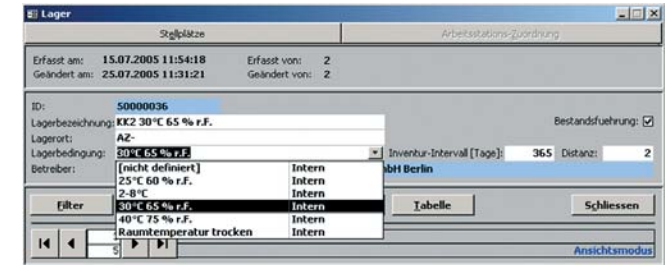 Lager
Stellplätze Arbeitsstations-Zuordnung
Erfasst am: 15.07.2005 11:54:18 Erfasst von: 2
Geändert am: 25.07.2005 11:31:21 Geändert von: 2
ID: 50000036
Lagerbezeichnung: KK2 30°C 65 % r.F. Bestandsfuehrung:
Lagerort: AZ-
Lagerbedingung: 30°C 65 % r.F. Inventur-Intervall [Tage]: 365 Distanz: 2
Betreiber: [nicht definiert] Intern bH Berlin
25°C 60 % r.F. Intern
2-8°C Intern
Filter 30°C 65 % r.F. Intern Tabelle Schliessen
40°C 75 % r.F. Intern
Raumtemperatur trocken Intern
5 Ansichtsmodus